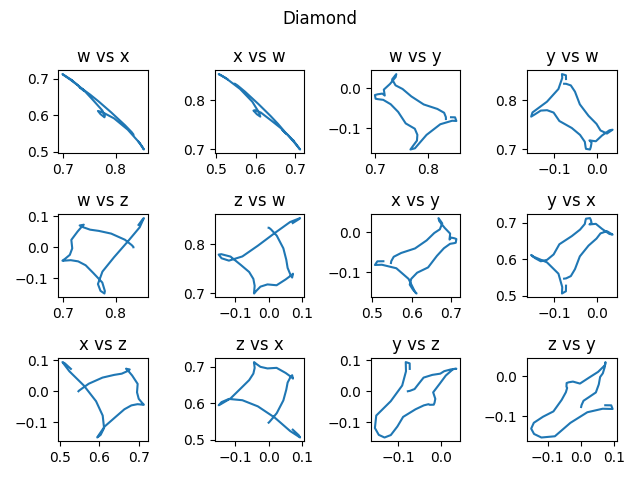 Diamond
w vs x
x vs w
w vs y
y vs w
0.7
0.6
0.5
0.7 0.8
0.8
0.7
0.5 0.6 0.7
0.0
−0.1
0.7 0.8
0.8
0.7
−0.1 0.0
w vs z
z vs w
x vs y
y vs x
0.1
0.0
−0.1
0.7 0.8
0.8
0.7
−0.1 0.0 0.1
0.0
−0.1
0.5 0.6 0.7
0.7
0.6
0.5
−0.1 0.0
x vs z
z vs x
y vs z
z vs y
0.1
0.0
−0.1
0.5 0.6 0.7
0.7
0.6
0.5
−0.1 0.0 0.1
0.1
0.0
−0.1
−0.1 0.0
0.0
−0.1
−0.1 0.0 0.1